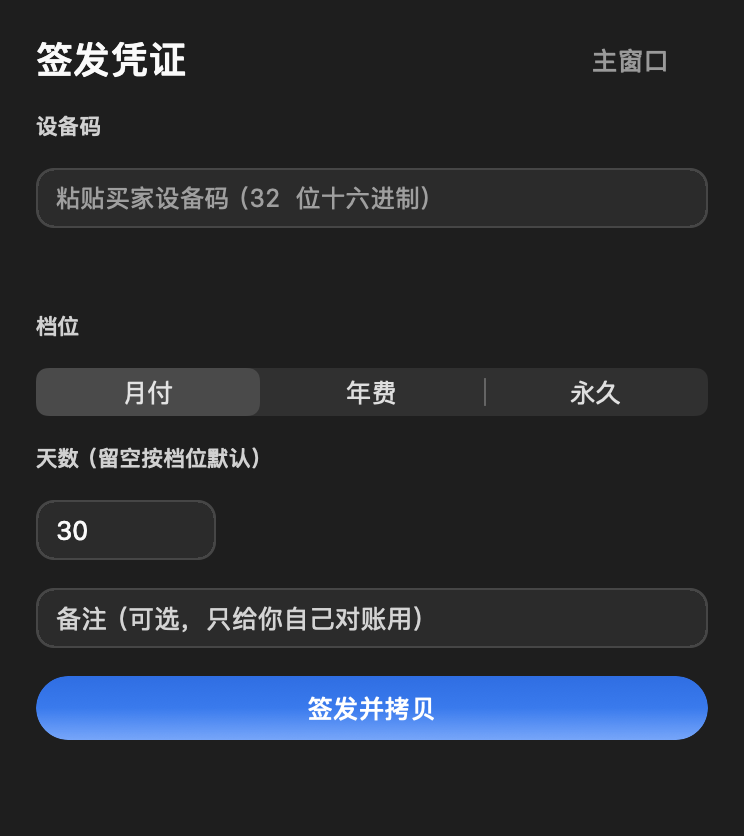 签发凭证
主窗口
设备码
粘贴买家设备码（32 位十六进制）
档位
月付
年费
永久
天数（留空按档位默认）
30
备注（可选，只给你自己对账用）
签发并拷贝